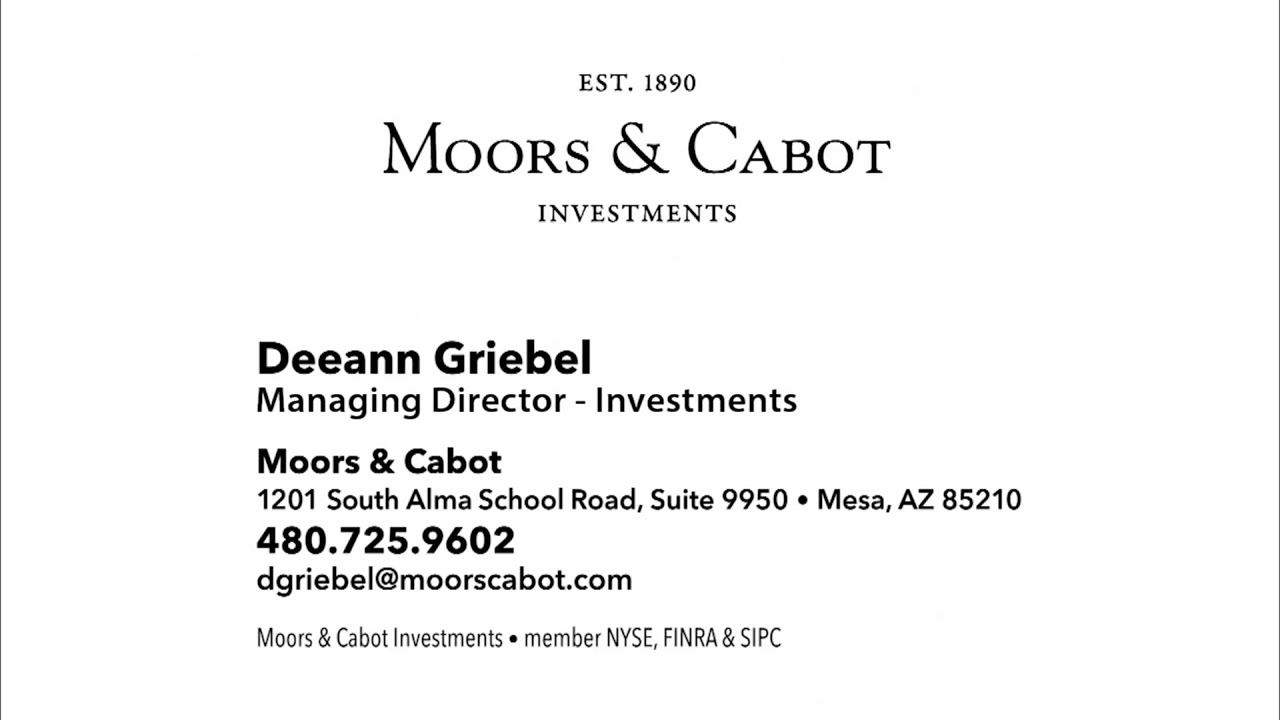 EST. 1890
MOORS & CABOT
INVESTMENTS
Deeann Griebel
Managing Director - Investments
Moors & Cabot
1201 South Alma School Road, Suite 9950 • Mesa, AZ 85210
480.725.9602
dgriebel@moorscabot.com
Moors & Cabot Investments • member NYSE, FINRA & SIPC